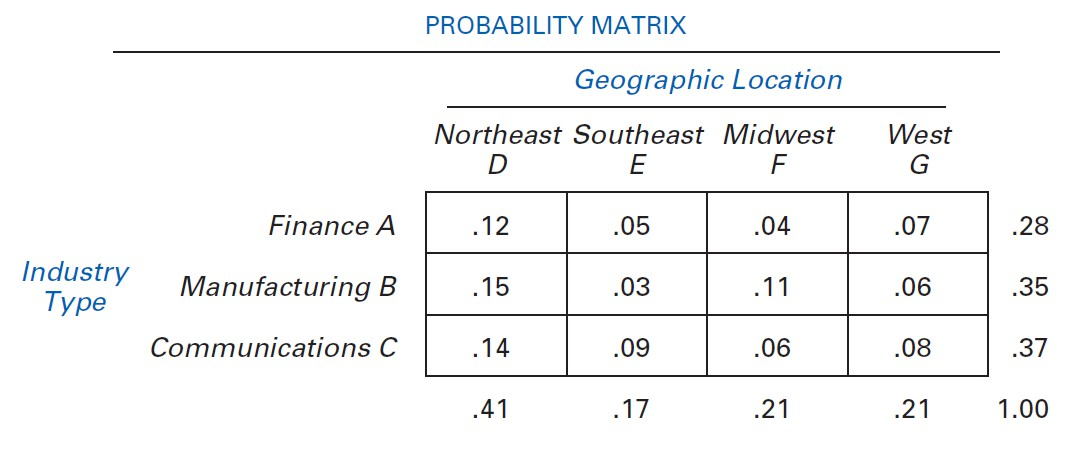 PROBABILITY MATRIX
Geographic Location
Northeast Southeast Midwest West
D E F G
Finance A .12 .05 .04 .07 .28
Industry Type
Manufacturing B .15 .03 .11 .06 .35
Communications C .14 .09 .06 .08 .37
.41 .17 .21 .21 1.00